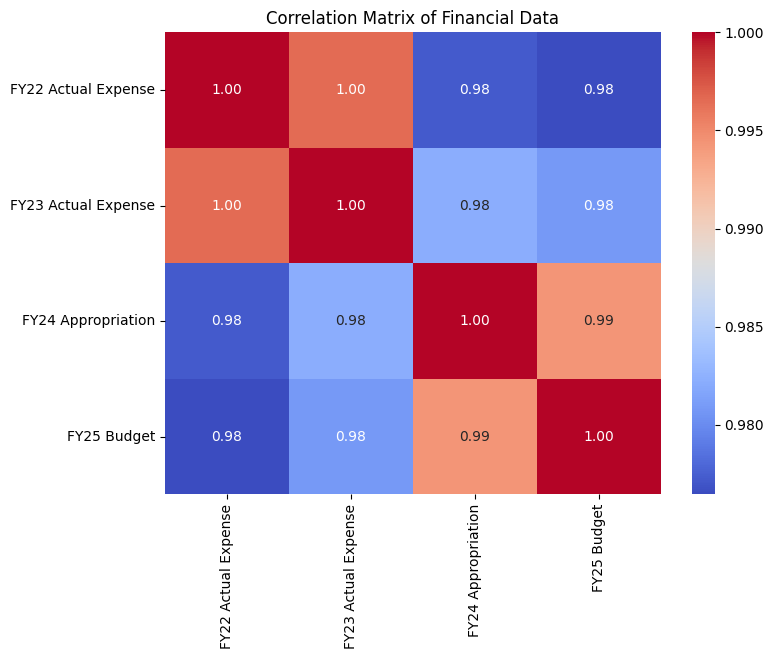 Correlation Matrix of Financial Data
FY22 Actual Expense 1.00 1.00 0.98 0.98
FY23 Actual Expense 1.00 1.00 0.98 0.98
FY24 Appropriation 0.98 0.98 1.00 0.99
FY25 Budget 0.98 0.98 0.99 1.00
FY22 Actual Expense
FY23 Actual Expense
FY24 Appropriation
FY25 Budget
1.000
0.995
0.990
0.985
0.980